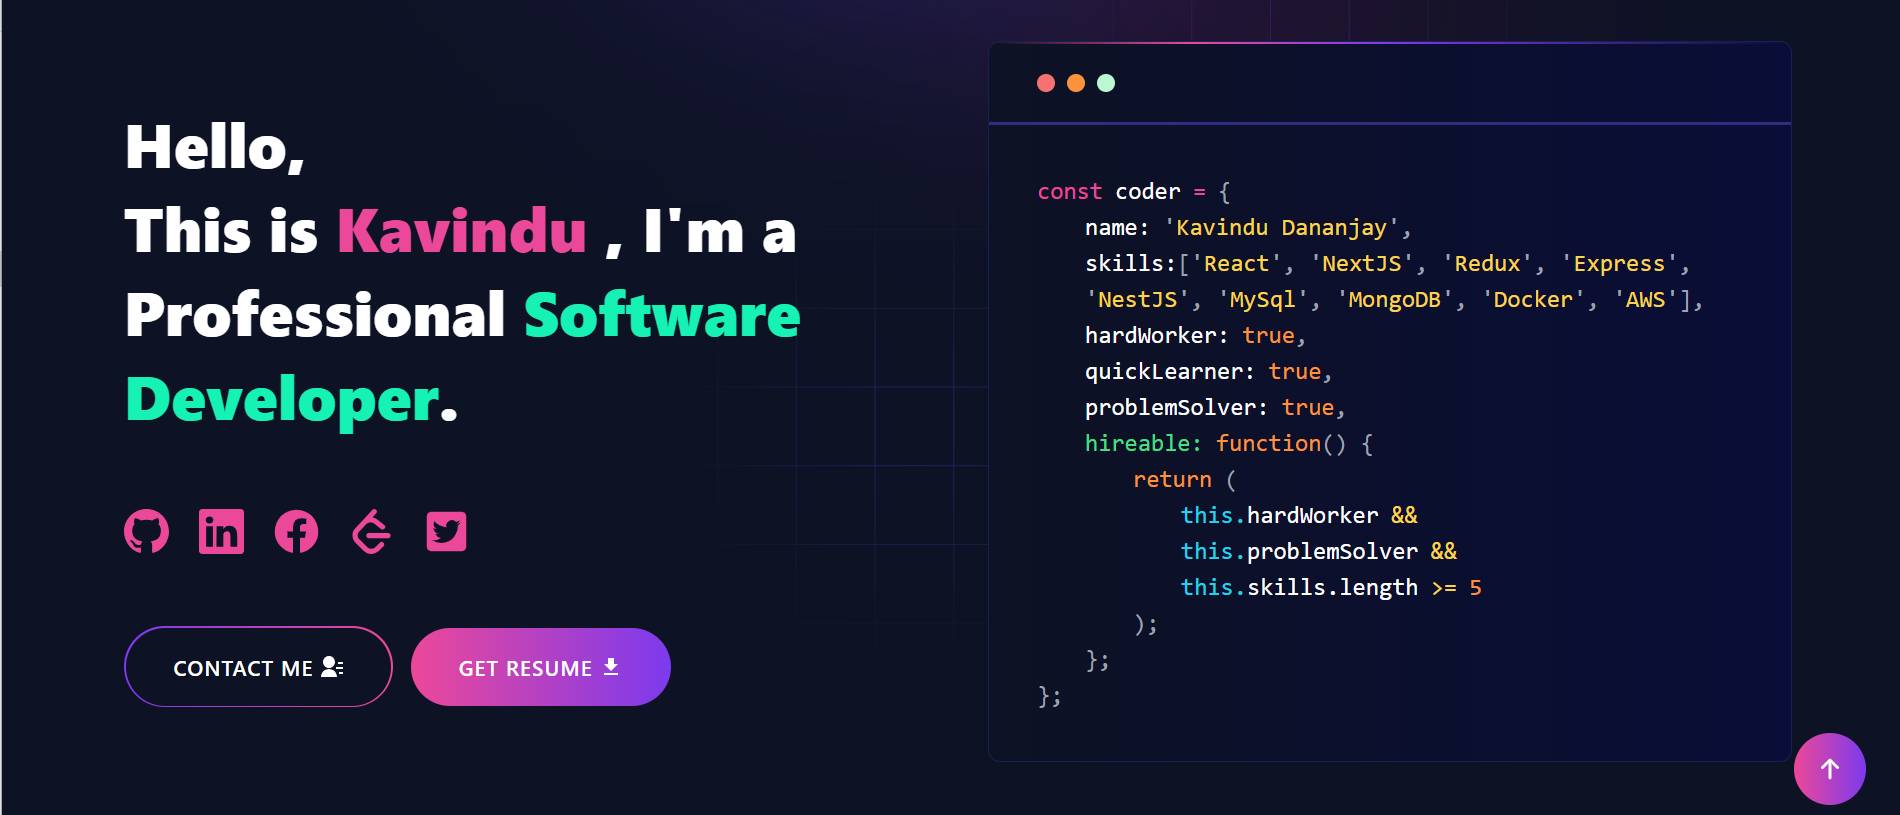 Hello,
This is Kavindu , I'm a
Professional Software
Developer.
CONTACT ME
GET RESUME
const coder = {
name: 'Kavindu Dananjay',
skills:['React', 'NextJS', 'Redux', 'Express',
'NestJS', 'MySql', 'MongoDB', 'Docker', 'AWS'],
hardWorker: true,
quickLearner: true,
problemSolver: true,
hireable: function() {
return (
this.hardWorker &&
this.problemSolver &&
this.skills.length >= 5
);
};
};